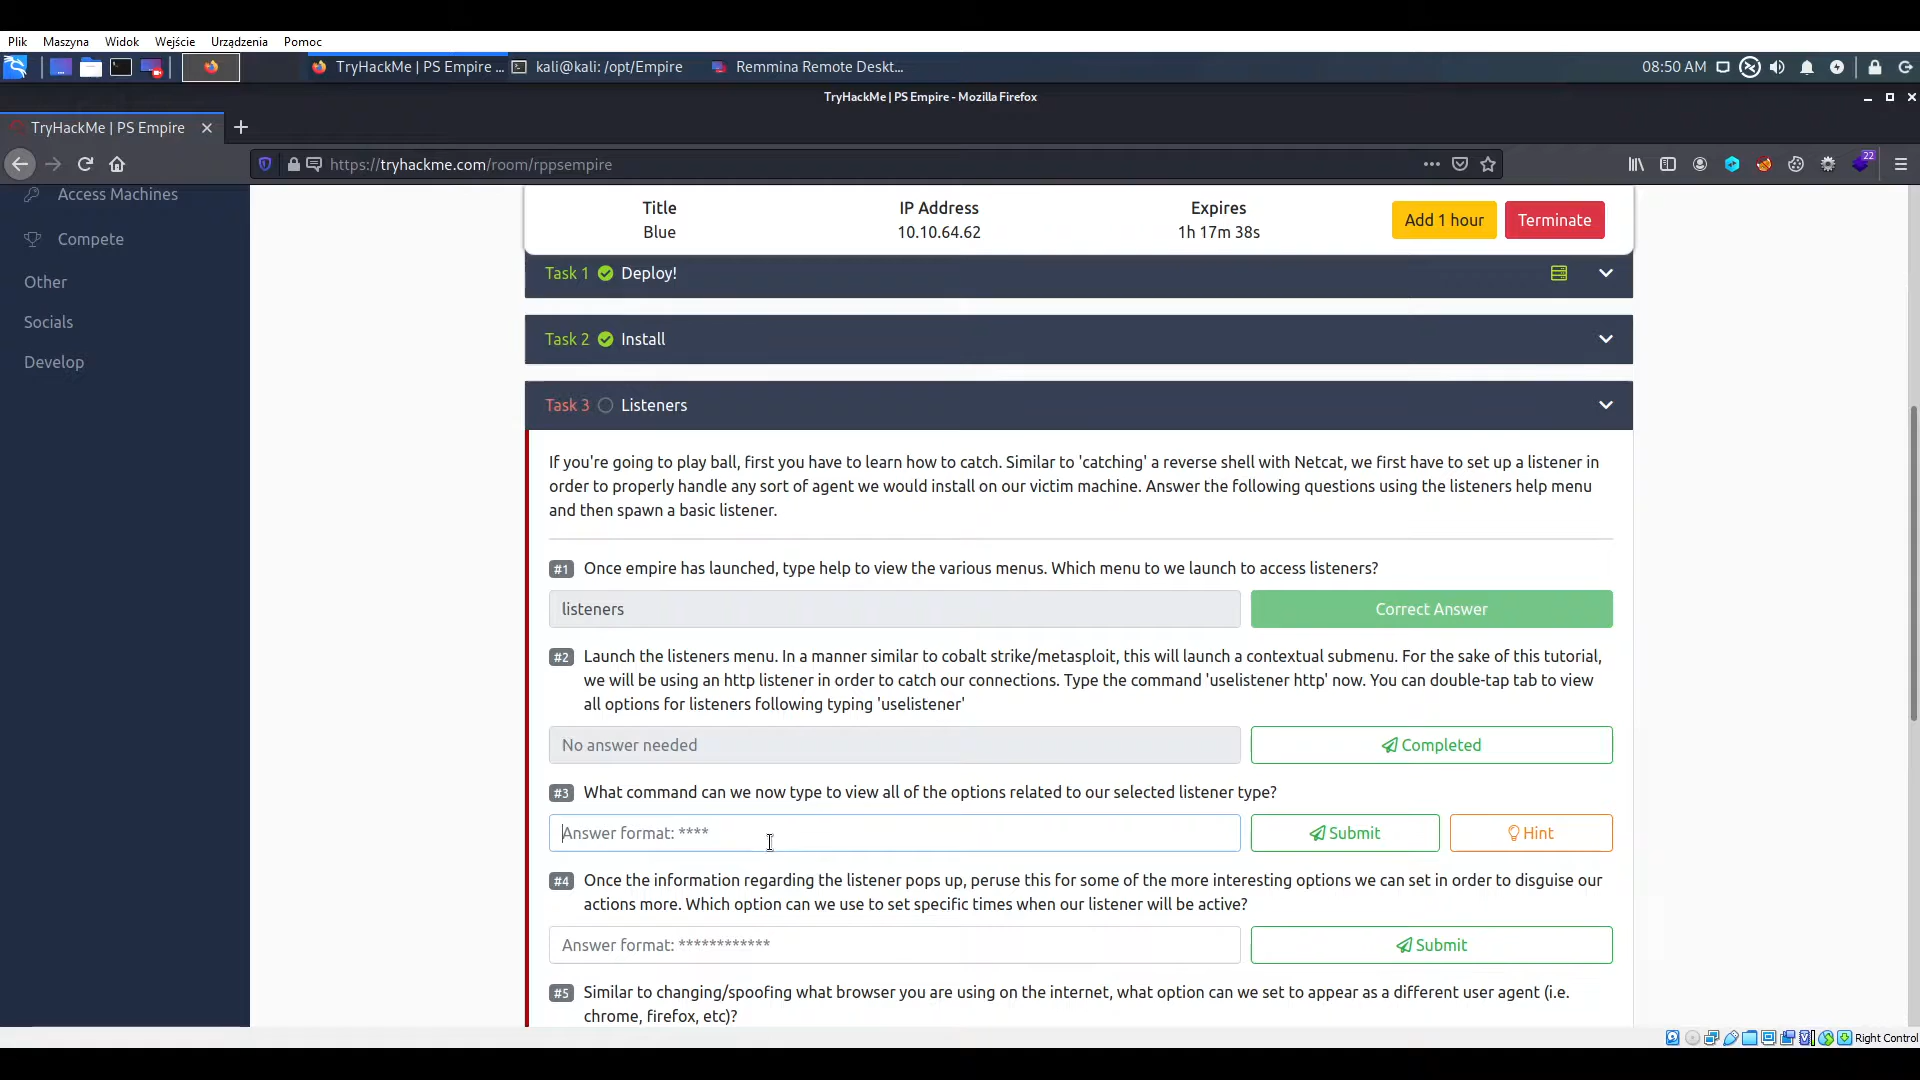 Plik Maszyna Widok Wejście Urządzenia Pomoc
TryHackMe | PS Empire ... kali@kali: /opt/Empire Remmina Remote Deskt... 08:50 AM
TryHackMe | PS Empire - Mozilla Firefox
TryHackMe | PS Empire
https://tryhackme.com/room/rppsempire
22
Access Machines
Compete
Other
Socials
Develop
Title IP Address Expires
Blue 10.10.64.62 1h 17m 38s
Add 1 hour Terminate
Task 1 Deploy!
Task 2 Install
Task 3 Listeners
If you're going to play ball, first you have to learn how to catch. Similar to 'catching' a reverse shell with Netcat, we first have to set up a listener in
order to properly handle any sort of agent we would install on our victim machine. Answer the following questions using the listeners help menu
and then spawn a basic listener.
#1 Once empire has launched, type help to view the various menus. Which menu to we launch to access listeners?
listeners Correct Answer
#2 Launch the listeners menu. In a manner similar to cobalt strike/metasploit, this will launch a contextual submenu. For the sake of this tutorial,
we will be using an http listener in order to catch our connections. Type the command 'uselistener http' now. You can double-tap tab to view
all options for listeners following typing 'uselistener'
No answer needed Completed
#3 What command can we now type to view all of the options related to our selected listener type?
Answer format: **** Submit Hint
#4 Once the information regarding the listener pops up, peruse this for some of the more interesting options we can set in order to disguise our
actions more. Which option can we use to set specific times when our listener will be active?
Answer format: ************ Submit
#5 Similar to changing/spoofing what browser you are using on the internet, what option can we set to appear as a different user agent (i.e.
chrome, firefox, etc)?
Right Control